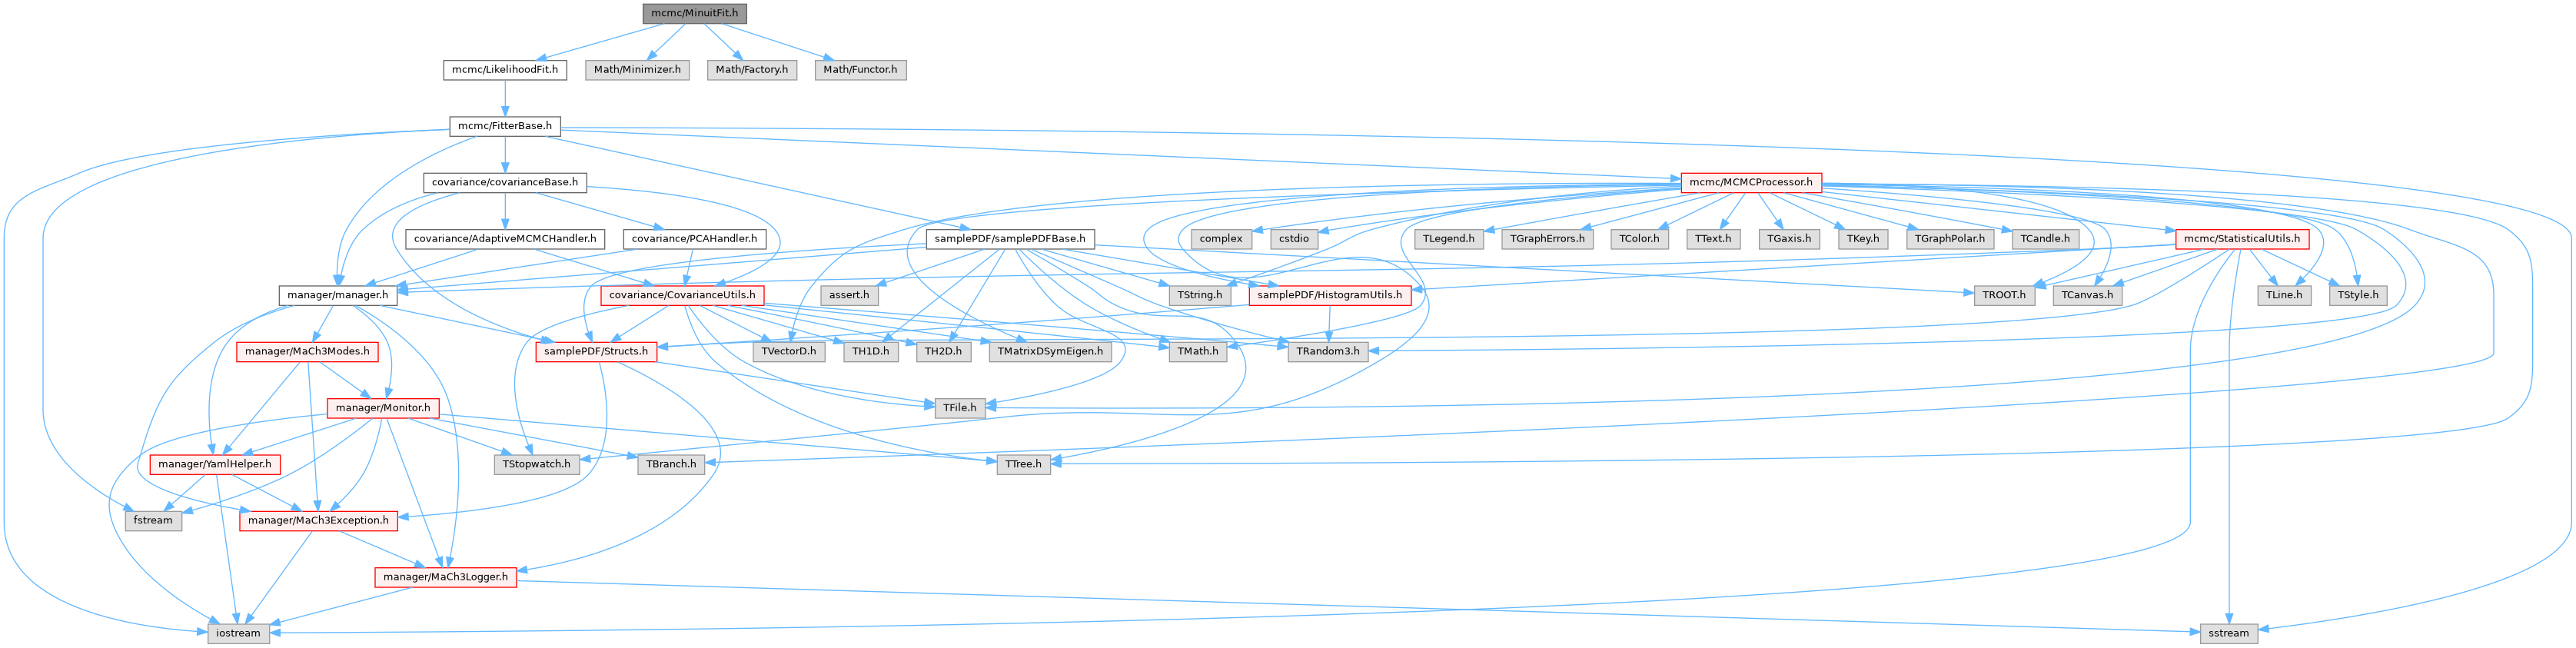 mcmc/MinuitFit.h
mcmc/LikelihoodFit.h
Math/Minimizer.h
Math/Factory.h
Math/Functor.h
mcmc/FitterBase.h
covariance/covarianceBase.h
mcmc/MCMCProcessor.h
covariance/AdaptiveMCMCHandler.h
covariance/PCAHandler.h
samplePDF/samplePDFBase.h
complex
cstdio
TLegend.h
TGraphErrors.h
TColor.h
TText.h
TGaxis.h
TKey.h
TGraphPolar.h
TCandle.h
mcmc/StatisticalUtils.h
manager/manager.h
covariance/CovarianceUtils.h
assert.h
TString.h
samplePDF/HistogramUtils.h
TROOT.h
TCanvas.h
TLine.h
TStyle.h
manager/MaCh3Modes.h
samplePDF/Structs.h
TVectorD.h
TH1D.h
TH2D.h
TMatrixDSymEigen.h
TMath.h
TRandom3.h
manager/Monitor.h
TFile.h
manager/YamlHelper.h
TStopwatch.h
TBranch.h
TTree.h
fstream
manager/MaCh3Exception.h
manager/MaCh3Logger.h
iostream
sstream